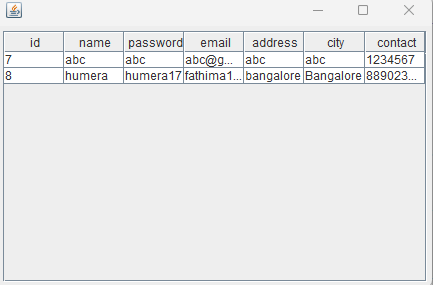 id name password email address city contact
7 abc abc abc@g... abc abc 1234567
8 humera humera17 fathima1... bangalore Bangalore 889023...